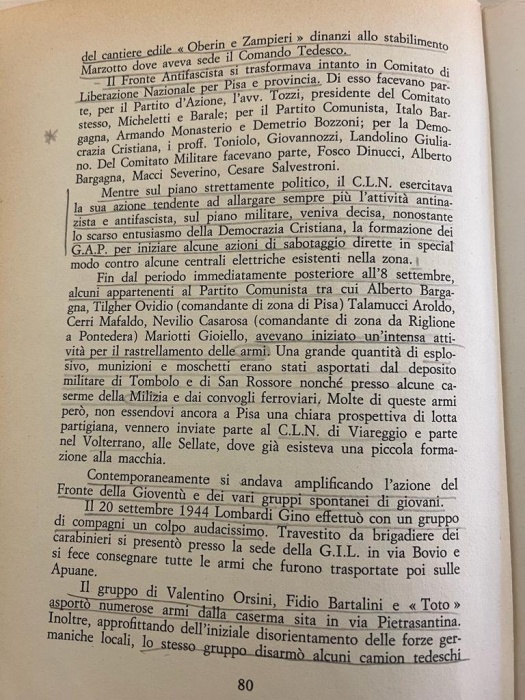 del cantiere edile « Oberin e Zampieri » dinanzi allo stabilimento
Marzotto dove aveva sede il Comando Tedesco.
Il Fronte Antifascista si trasformava intanto in Comitato di
Liberazione Nazionale per Pisa e provincia. Di esso facevano par-
te, per il Partito d'Azione, l'avv. Tozzi, presidente del Comitato
stesso, Micheletti e Barale; per il Partito Comunista, Italo Bar-
gagna, Armando Monasterio e Demetrio Bozzoni; per la Demo-
crazia Cristiana, i proff. Toniolo, Giovannozzi, Landolino Giulia-
no. Del Comitato Militare facevano parte, Fosco Dinucci, Alberto
Bargagna, Macci Severino, Cesare Salvestroni.
Mentre sul piano strettamente politico, il C.L.N. esercitava
la sua azione tendente ad allargare sempre più l'attività antina-
zista e antifascista, sul piano militare, veniva decisa, nonostante
lo scarso entusiasmo della Democrazia Cristiana, la formazione dei
G.A.P. per iniziare alcune azioni di sabotaggio dirette in special
modo contro alcune centrali elettriche esistenti nella zona.
Fin dal periodo immediatamente posteriore all'8 settembre,
alcuni appartenenti al Partito Comunista tra cui Alberto Barga-
gna, Tilgher Ovidio (comandante di zona di Pisa) Talamucci Aroldo,
Cerri Mafaldo, Nevilio Casarosa (comandante di zona da Riglione
a Pontedera) Mariotti Gioiello, avevano iniziato un'intensa atti-
vità per il rastrellamento delle armi. Una grande quantità di esplo-
sivo, munizioni e moschetti erano stati asportati dal deposito
militare di Tombolo e di San Rossore nonché presso alcune ca-
serme della Milizia e dai convogli ferroviari. Molte di queste armi
però, non essendovi ancora a Pisa una chiara prospettiva di lotta
partigiana, vennero inviate parte al C.L.N. di Viareggio e parte
nel Volterrano, alle Sellate, dove già esisteva una piccola forma-
zione alla macchia.
Contemporaneamente si andava amplificando l'azione del
Fronte della Gioventù e dei vari gruppi spontanei di giovani.
Il 20 settembre 1944 Lombardi Gino effettuò con un gruppo
di compagni un colpo audacissimo. Travestito da brigadiere dei
carabinieri si presentò presso la sede della G.I.L. in via Bovio e
si fece consegnare tutte le armi che furono trasportate poi sulle
Apuane.
Il gruppo di Valentino Orsini, Fidio Bartalini e « Toto »
asportò numerose armi dalla caserma sita in via Pietrasantina.
Inoltre, approfittando dell'iniziale disorientamento delle forze ger-
maniche locali, lo stesso gruppo disarmò alcuni camion tedeschi
80